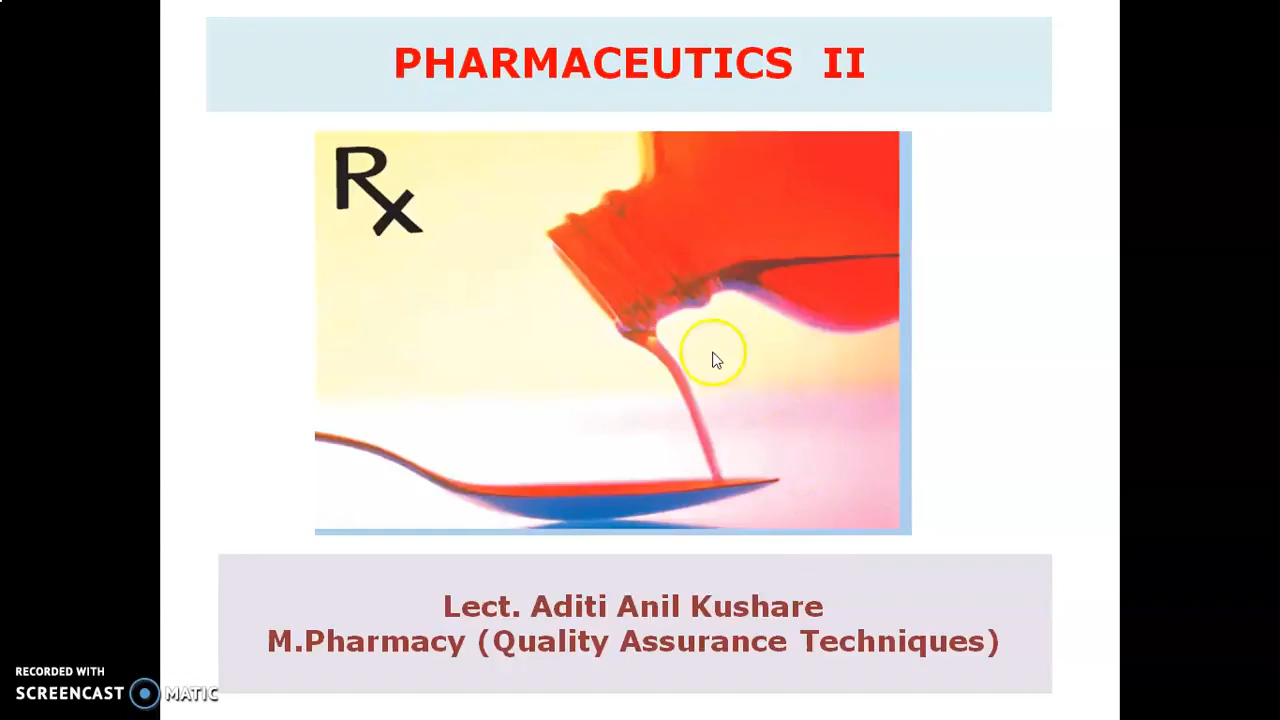 PHARMACEUTICS II
Rx
Lect. Aditi Anil Kushare
M.Pharmacy (Quality Assurance Techniques)
RECORDED WITH
SCREENCAST MATIC